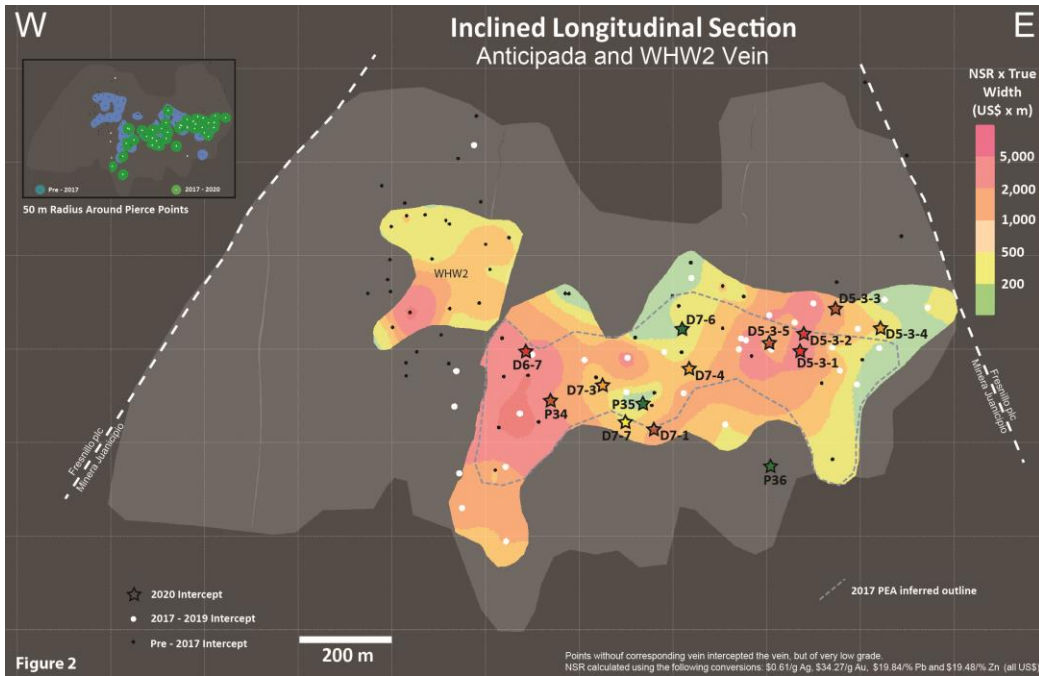 W
Inclined Longitudinal Section
E
Anticipada and WHW2 Vein
NSR x True
Width
(US$ x m)
5,000
2,000
1,000
500
200
Pre - 2017
2017 - 2020
50 m Radius Around Pierce Points
WHW2
D7-6
D5-3-3
D5-3-5
D5-3-4
D5-3-2
D5-3-1
D6-7
D7-4
D7-3
P34
P35
D7-7
D7-1
P36
Fresnillo plc
Minera Juanicipio
Fresnillo plc
Minera Juanicipio
2020 Intercept
2017 - 2019 Intercept
Pre - 2017 Intercept
2017 PEA inferred outline
200 m
Figure 2
Points without corresponding vein intercepted the vein, but of very low grade.
NSR calculated using the following conversions: $0.61/g Ag, $34.27/g Au, $19.84/% Pb and $19.48/% Zn (all US$)